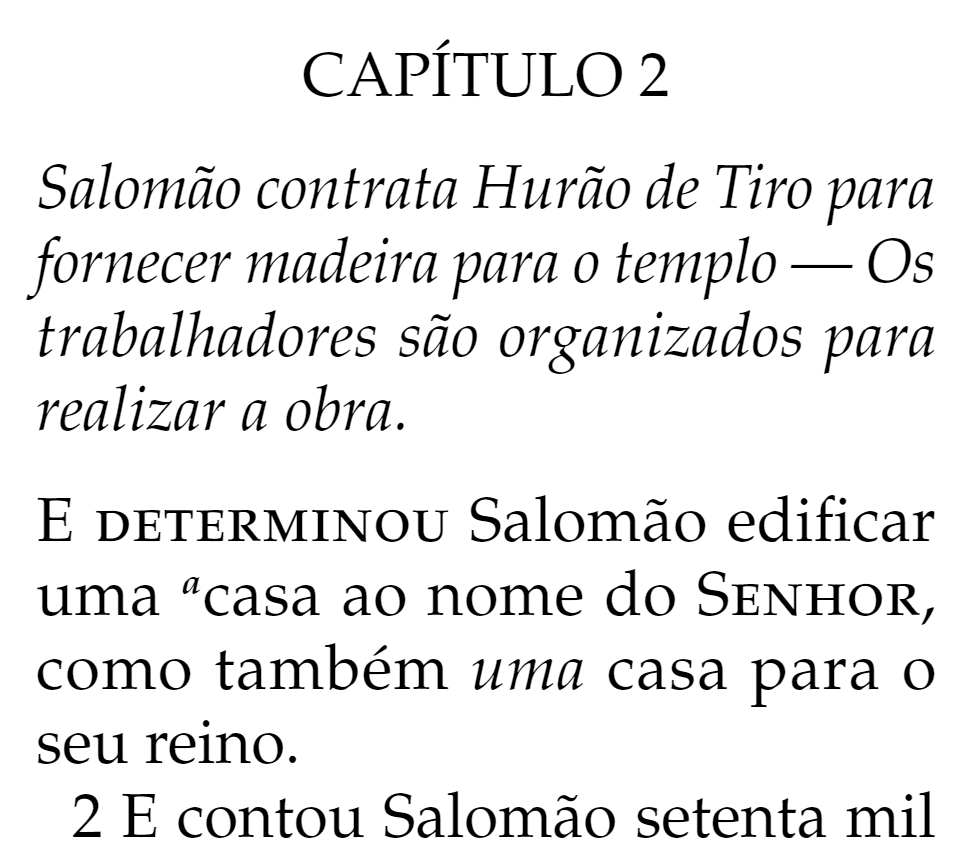 CAPÍTULO 2
Salomão contrata Hurão de Tiro para
fornecer madeira para o templo — Os
trabalhadores são organizados para
realizar a obra.
E DETERMINOU Salomão edificar
uma ᵃcasa ao nome do SENHOR,
como também uma casa para o
seu reino.
2 E contou Salomão setenta mil